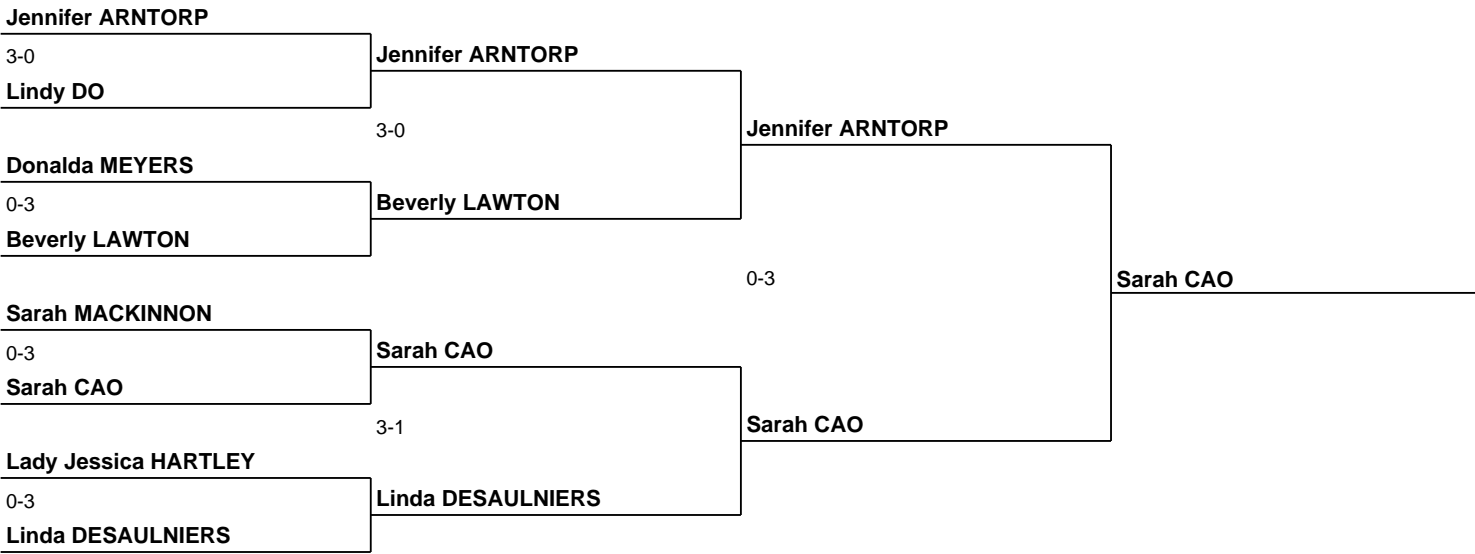 Jennifer ARNTORP
3-0
Jennifer ARNTORP
Lindy DO
3-0
Jennifer ARNTORP
Donalda MEYERS
0-3
Beverly LAWTON
Beverly LAWTON
0-3
Sarah CAO
Sarah MACKINNON
0-3
Sarah CAO
Sarah CAO
3-1
Sarah CAO
Lady Jessica HARTLEY
0-3
Linda DESAULNIERS
Linda DESAULNIERS